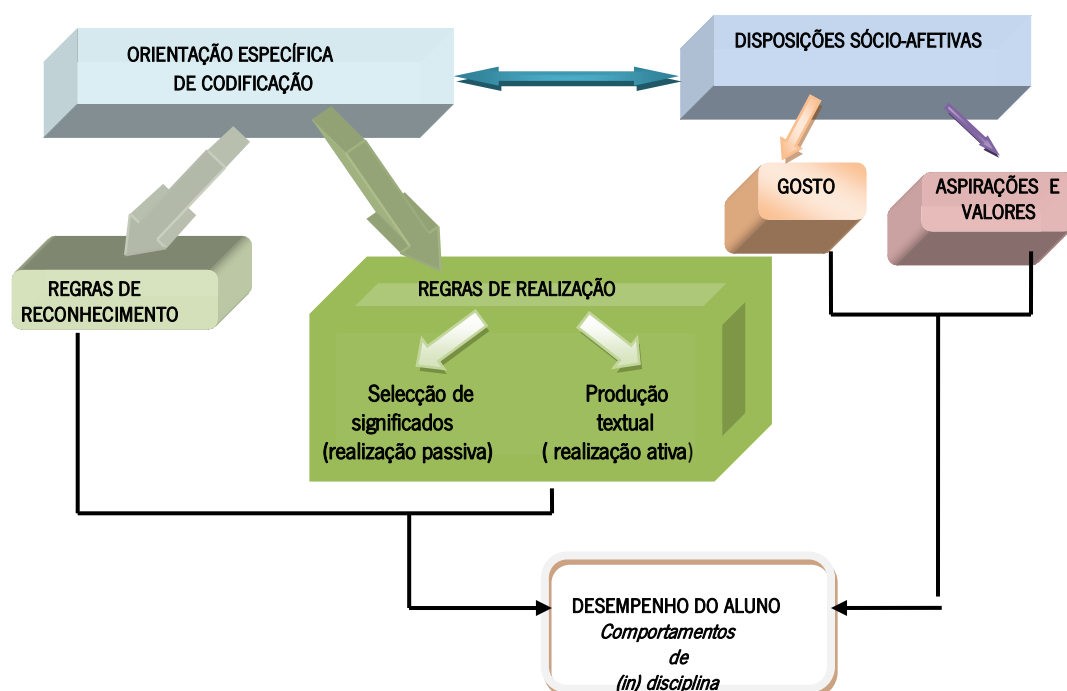 ORIENTAÇÃO ESPECÍFICA
DE CODIFICAÇÃO
DISPOSIÇÕES SÓCIO-AFETIVAS
GOSTO
ASPIRAÇÕES E
VALORES
REGRAS DE
RECONHECIMENTO
REGRAS DE REALIZAÇÃO
Selecção de
significados
(realização passiva)
Produção
textual
( realização ativa)
DESEMPENHO DO ALUNO
Comportamentos
de
(in) disciplina